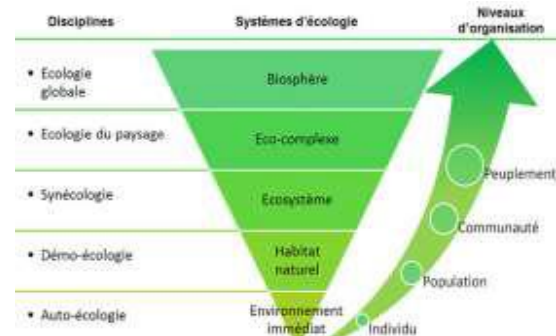 Disciplines
Systèmes d'écologie
Niveaux
d'organisation
• Ecologie
globale
Biosphère
• Ecologie du paysage
Eco-complexe
Peuplement
• Synécologie
Ecosystème
Communauté
• Démo-écologie
Habitat
naturel
Population
• Auto-écologie
Environnement
immédiat
Individu